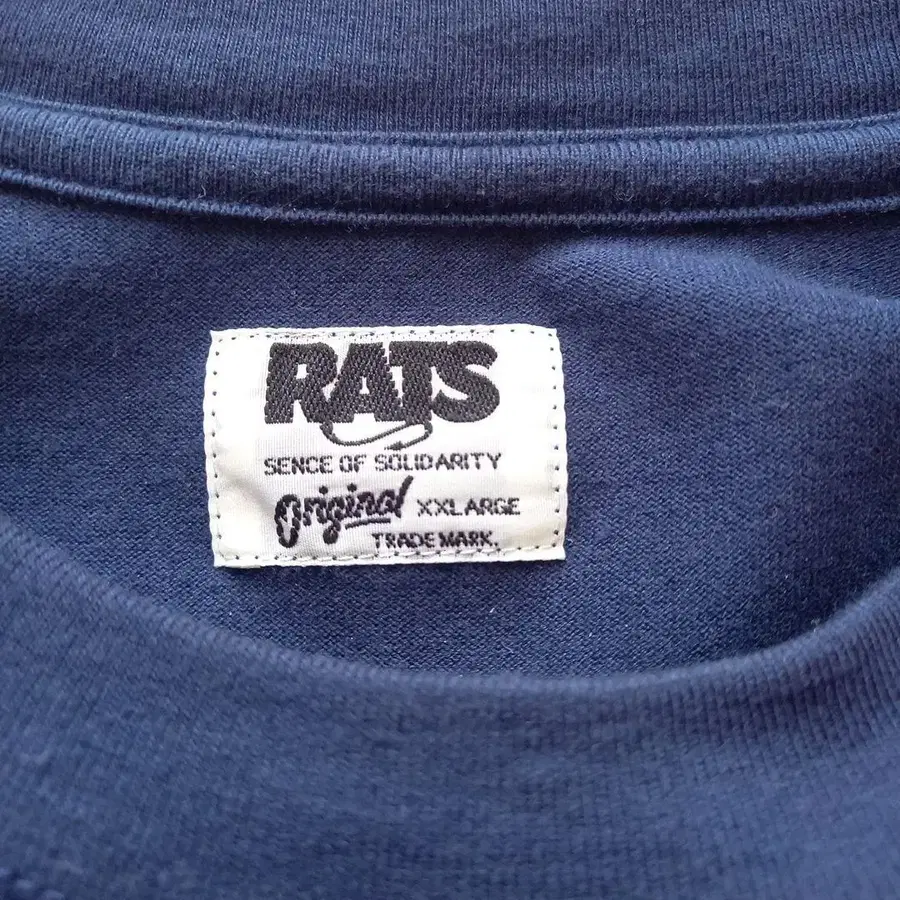 RATS
SENCE OF SOLIDARITY
Original XXLARGE
TRADE MARK.